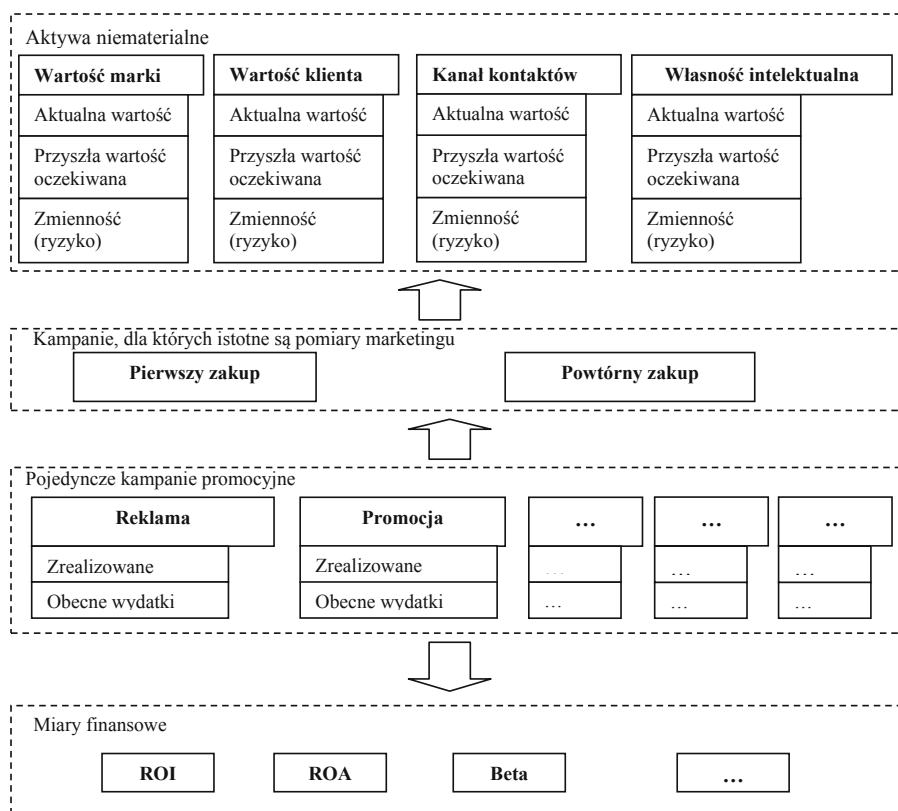 Aktywa niematerialne
Wartość marki
Aktualna wartość
Przyszła wartość
oczekiwana
Zmienność
(ryzyko)
Wartość klienta
Aktualna wartość
Przyszła wartość
oczekiwana
Zmienność
(ryzyko)
Kanał kontaktów
Aktualna wartość
Przyszła wartość
oczekiwana
Zmienność
(ryzyko)
Własność intelektualna
Aktualna wartość
Przyszła wartość
oczekiwana
Zmienność
(ryzyko)
Kampanie, dla których istotne są pomiary marketingu
Pierwszy zakup
Powtórny zakup
Pojedyncze kampanie promocyjne
Reklama
Zrealizowane
Obecne wydatki
Promocja
Zrealizowane
Obecne wydatki
…
…
…
…
…
…
…
…
…
Miary finansowe
ROI
ROA
Beta
…